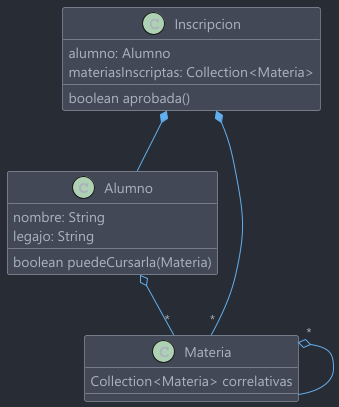 C Inscripcion
alumno: Alumno
materiasInscriptas: Collection<Materia>
boolean aprobada()
C Alumno
nombre: String
legajo: String
boolean puedeCursarla(Materia)
* *
*
C Materia
Collection<Materia> correlativas